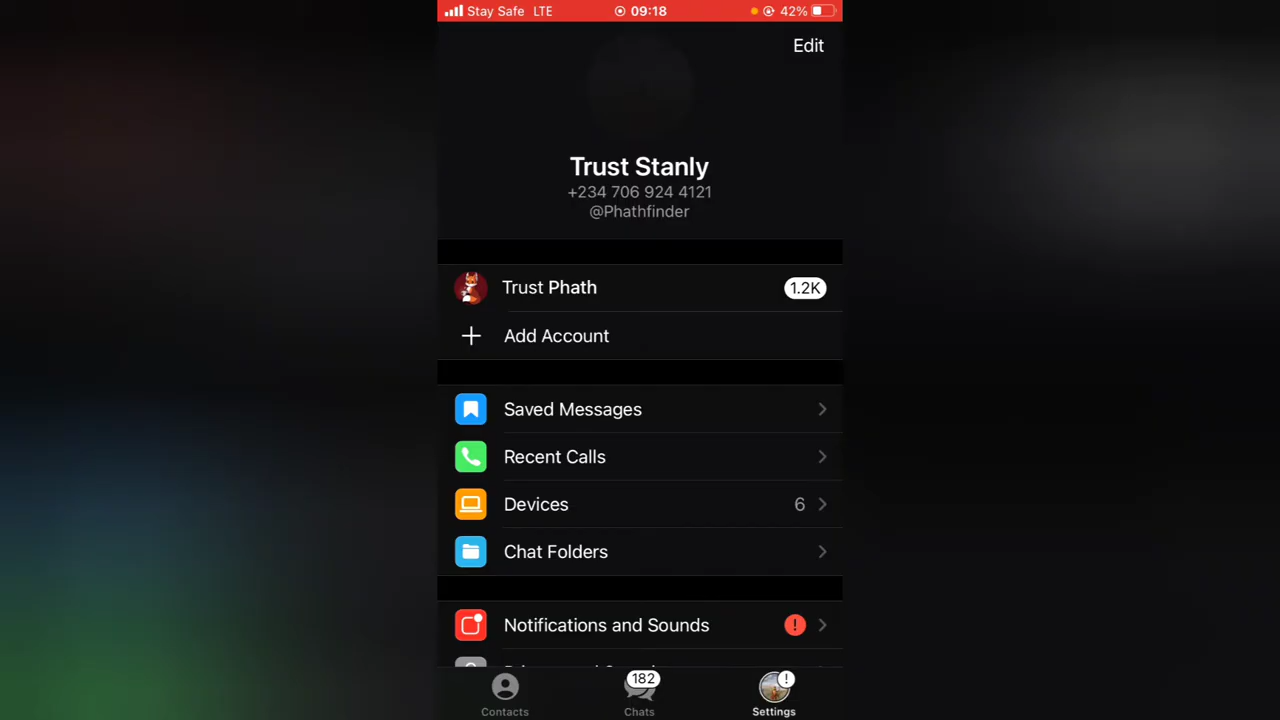 Stay Safe LTE 09:18 42%
Edit
Trust Stanly
+234 706 924 4121
@Phathfinder
Trust Phath 1.2K
Add Account
Saved Messages
Recent Calls
Devices 6
Chat Folders
Notifications and Sounds !
182 !
Contacts Chats Settings